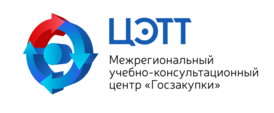 ЦЭТТ
Межрегиональный
учебно-консультационный
центр «Госзакупки»